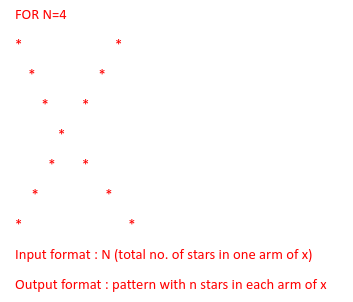 FOR N=4
*                         *
   *                 *
      *         *
          *
        *       *
    *                  *
*                            *
Input format : N (total no. of stars in one arm of x)
Output format : pattern with n stars in each arm of x